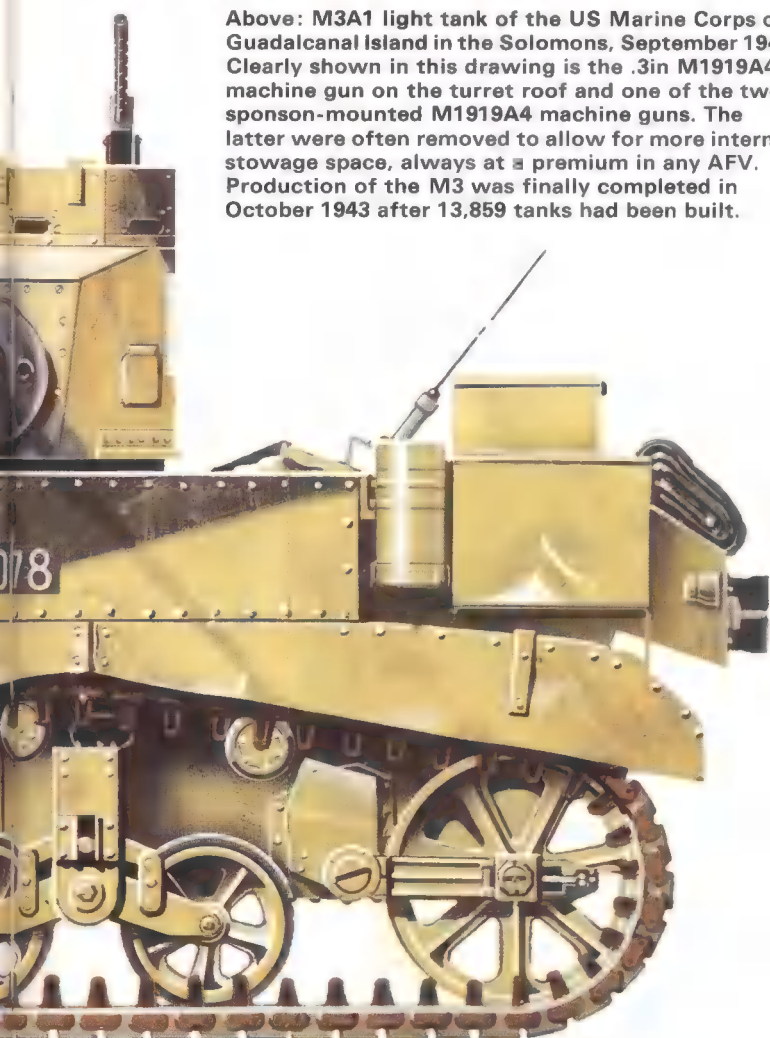 Above: M3A1 light tank of the US Marine Corps
Guadalcanal Island in the Solomons, September
Clearly shown in this drawing is the .3in M1919A4
machine gun on the turret roof and one of the
sponson-mounted M1919A4 machine guns. The
latter were often removed to allow for more
stowage space, always at a premium in any AFV.
Production of the M3 was finally completed in
October 1943 after 13,859 tanks had been built.
078